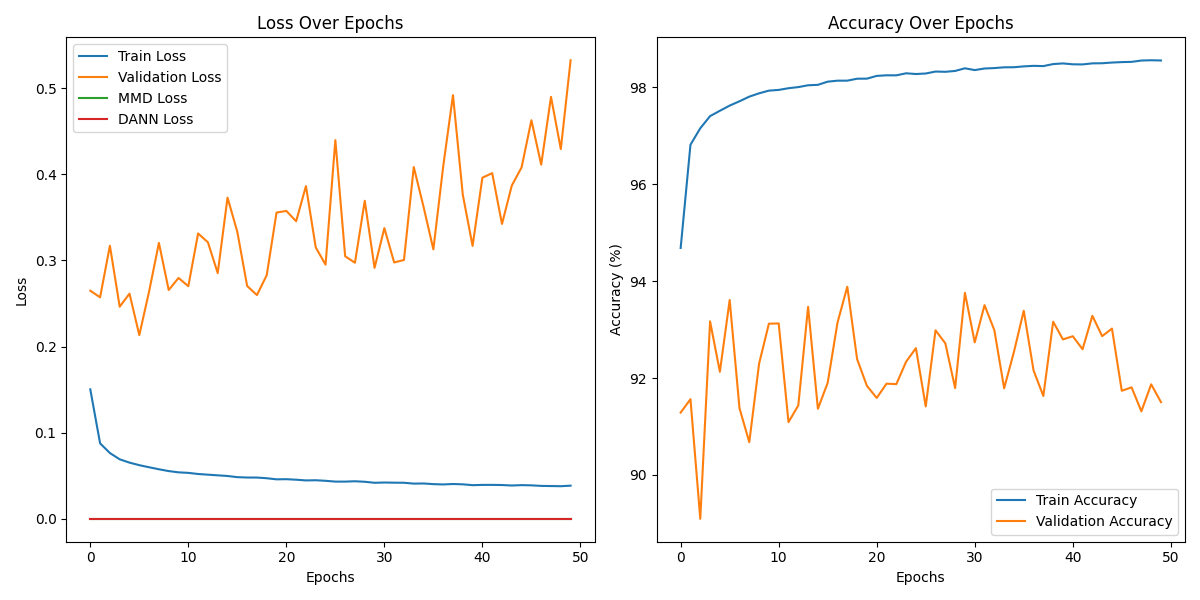 Loss Over Epochs
Train Loss
Validation Loss
MMD Loss
DANN Loss
Loss
0.5
0.4
0.3
0.2
0.1
0.0
0 10 20 30 40 50
Epochs
Accuracy Over Epochs
Accuracy (%)
98
96
94
92
90
Train Accuracy
Validation Accuracy
0 10 20 30 40 50
Epochs